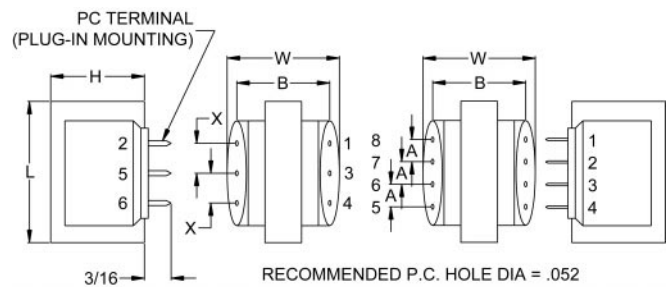 PC TERMINAL
(PLUG-IN MOUNTING)
H
L
2
5
6
3/16
W
B
X
X
1
3
4
W
B
8
7
6
5
A
A
A
1
2
3
4
RECOMMENDED P.C. HOLE DIA = .052